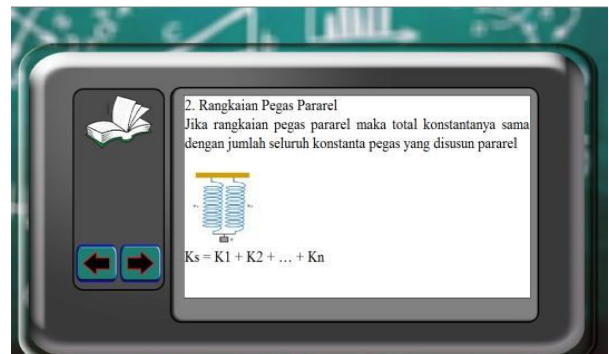 2. Rangkaian Pegas Pararel
Jika rangkaian pegas pararel maka total konstantanya sama
dengan jumlah seluruh konstanta pegas yang disusun pararel
Ks = K1 + K2 + … + Kn